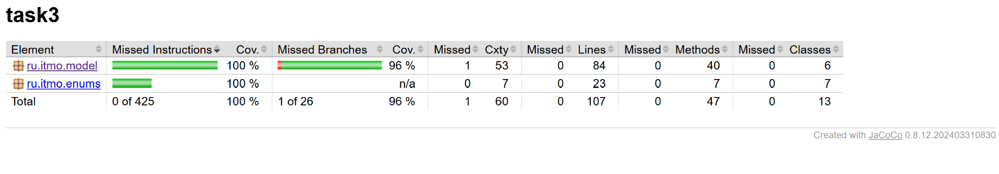 task3
Element Missed Instructions Cov. Missed Branches Cov. Missed Cxty Missed Lines Missed Methods Missed Classes
ru.itmo.model 100 % 96 % 1 53 0 84 0 40 0 6
ru.itmo.enums 100 % n/a 0 7 0 23 0 7 0 7
Total 0 of 425 100 % 1 of 26 96 % 1 60 0 107 0 47 0 13
Created with JaCoCo 0.8.12.202403310830